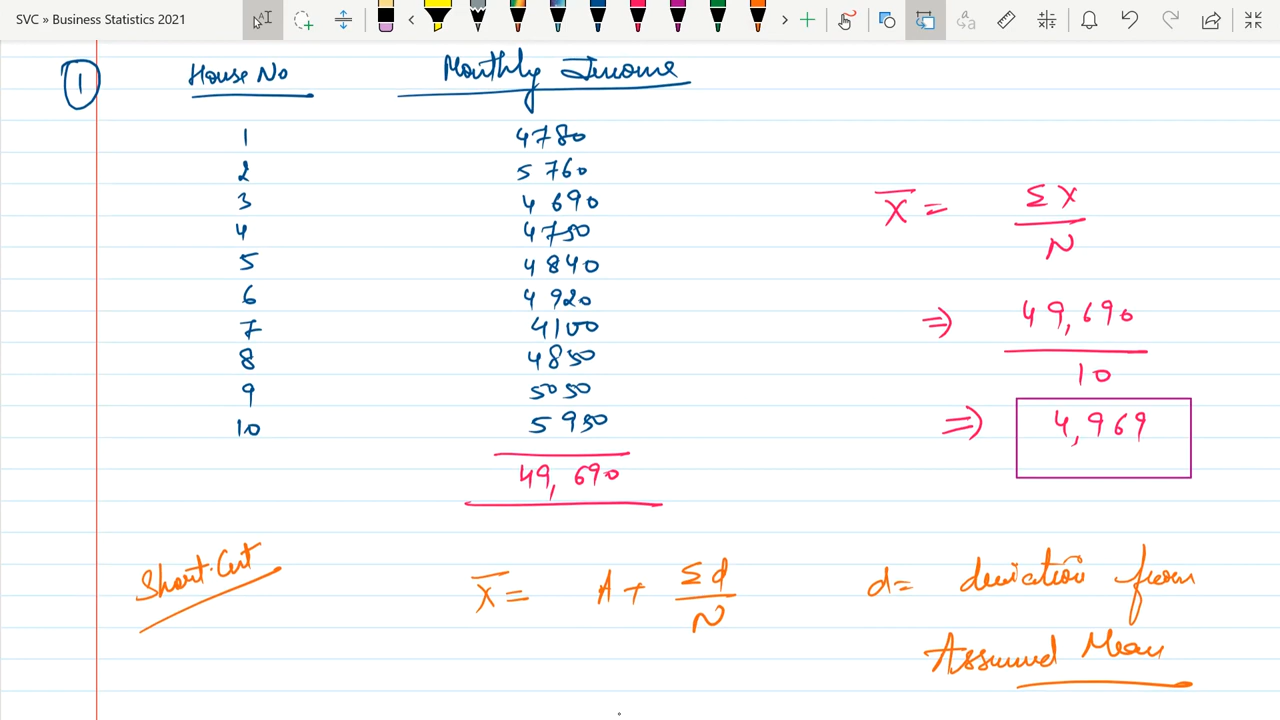 SVC » Business Statistics 2021
① House No Monthly Income
1 4780
2 5760
3 4690
4 4750
5 4840
6 4920
7 4100
8 4850
9 5050
10 5950
49,690
X̅ = ΣX / N
⇒ 49,690 / 10
⇒ 4,969
Short.Cut X̅ = A + Σd / N d = deviation from
Assumed Mean